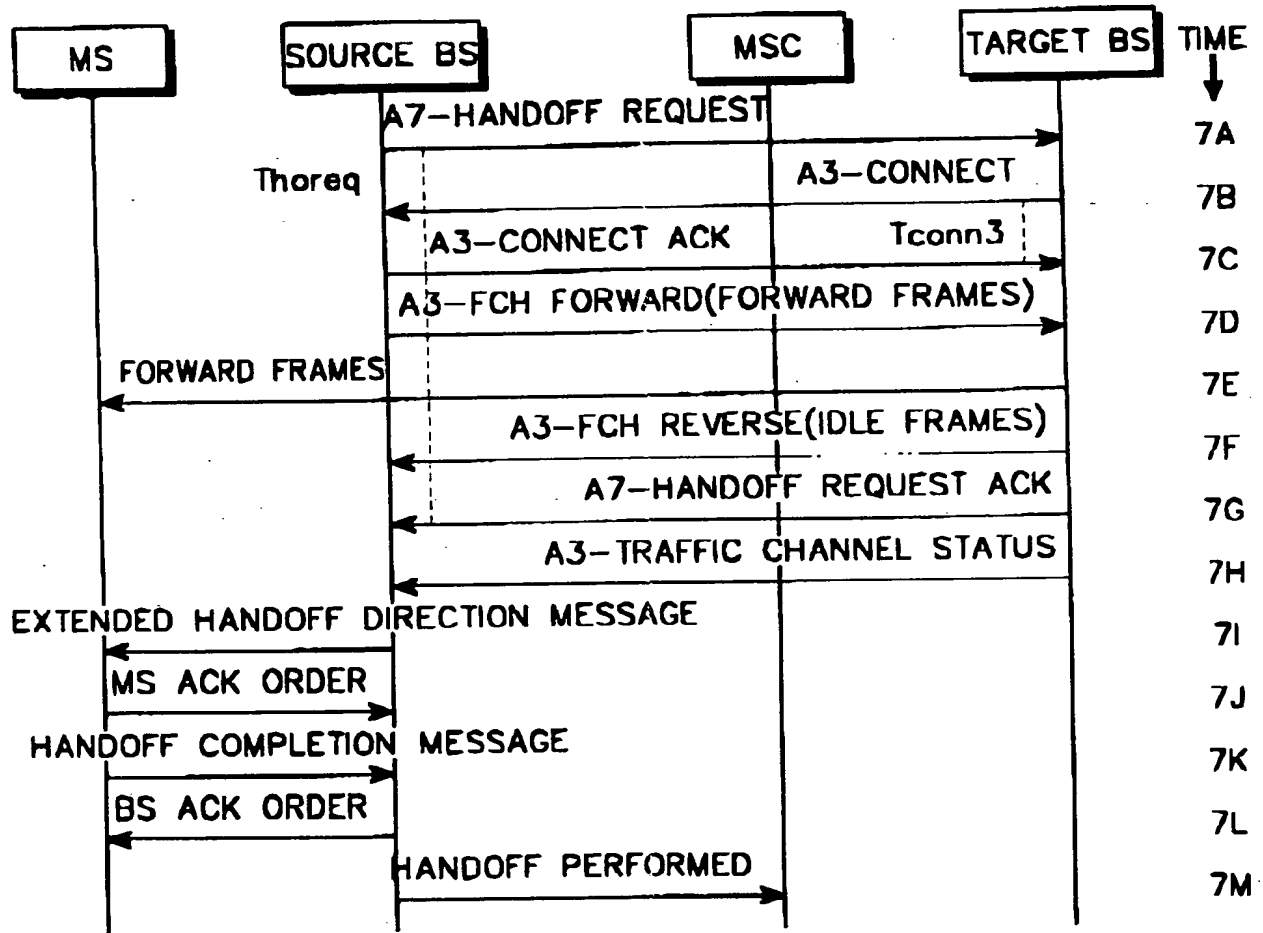 MS
SOURCE BS
MSC
TARGET BS
TIME
A7-HANDOFF REQUEST
7A
Thoreq
A3-CONNECT
7B
A3-CONNECT ACK
Tconn3
7C
A3-FCH FORWARD(FORWARD FRAMES)
7D
FORWARD FRAMES
7E
A3-FCH REVERSE(IDLE FRAMES)
7F
A7-HANDOFF REQUEST ACK
7G
A3-TRAFFIC CHANNEL STATUS
7H
EXTENDED HANDOFF DIRECTION MESSAGE
7I
MS ACK ORDER
7J
HANDOFF COMPLETION MESSAGE
7K
BS ACK ORDER
7L
HANDOFF PERFORMED
7M